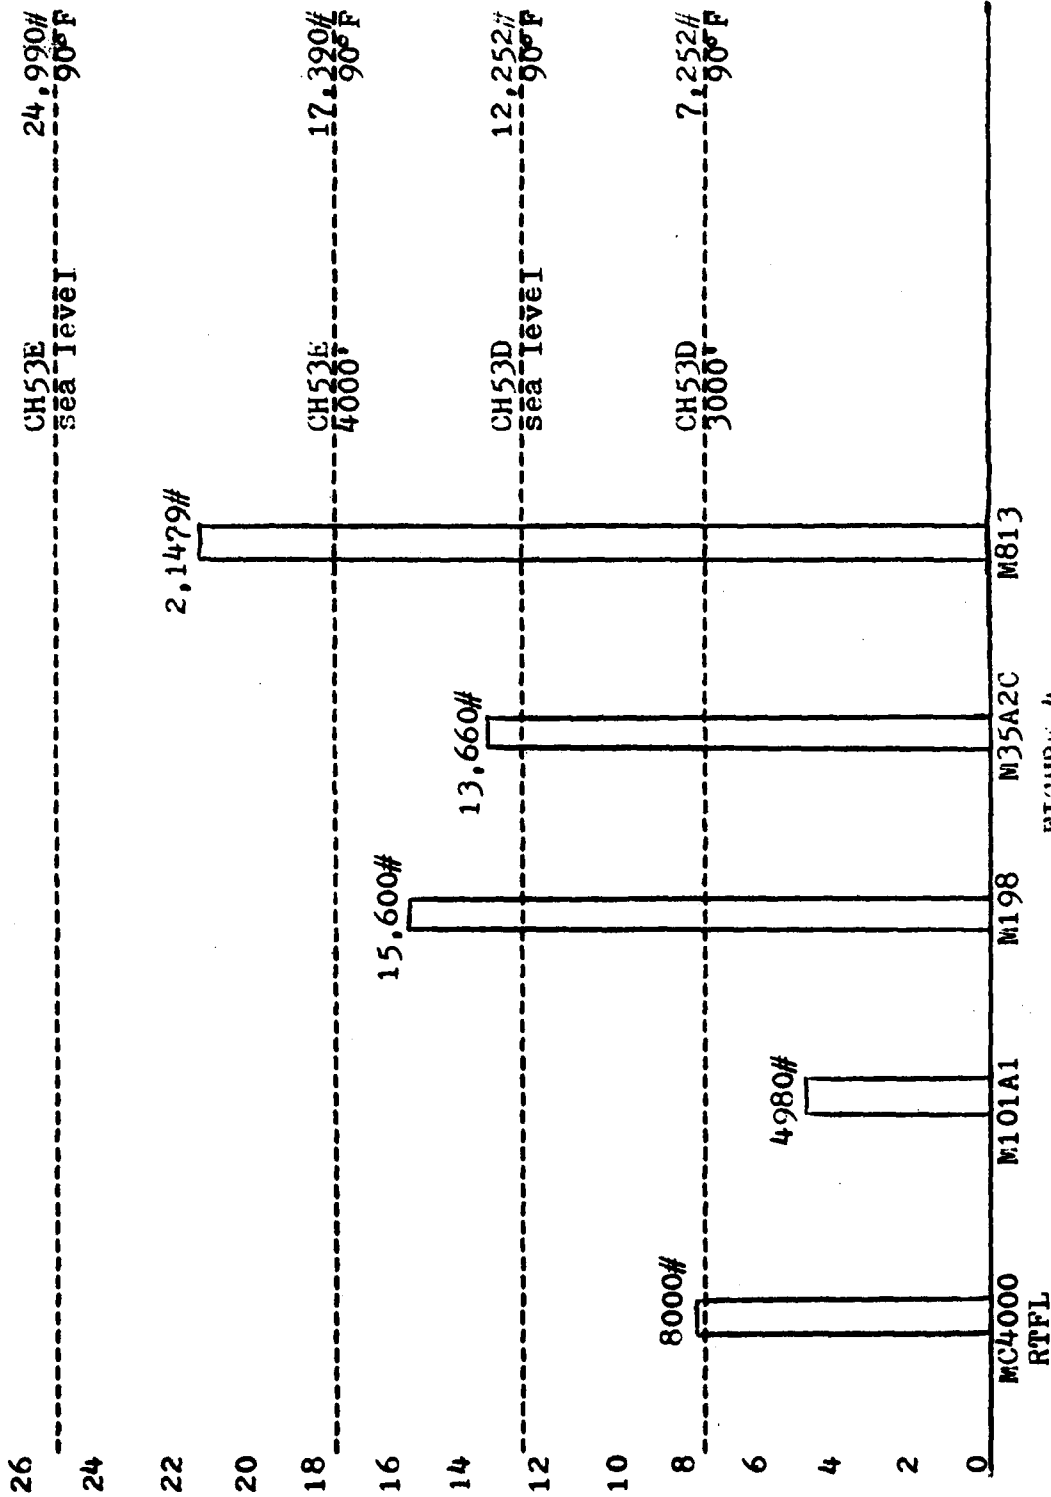 26
24
22
20
18
16
14
12
10
8
6
4
2
0
CH53E 24,990#
sea level 90°F
CH53E 17,390#
4000' 90°F
CH53D 12,252#
sea level 90°F
CH53D 7,252#
3000' 90°F
8000#
4980#
15,600#
13,660#
2,1479#
MC4000 M101A1 M198 M35A2C M813
RTFL